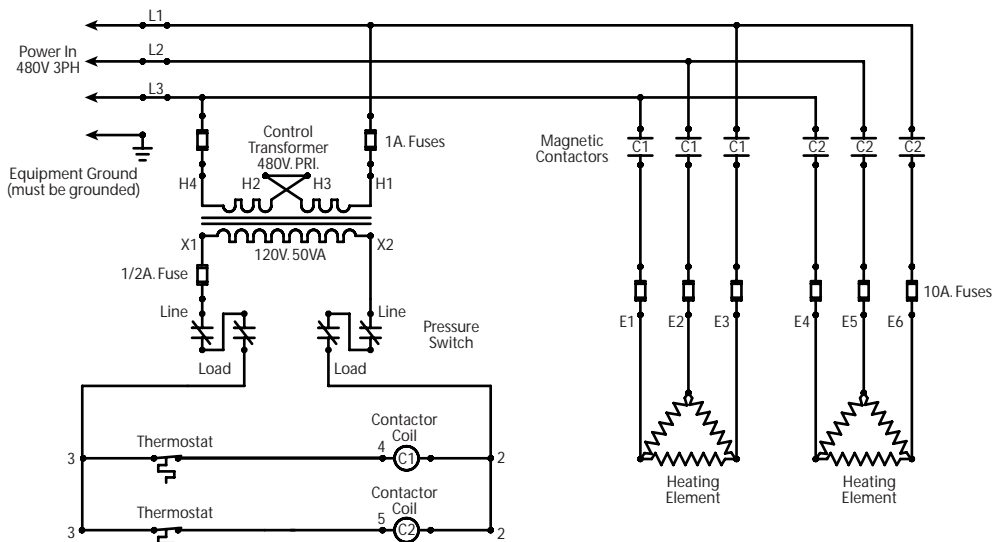 L1
Power In
480V 3PH
L2
L3
Equipment Ground
(must be grounded)
Control
Transformer
480V. PRI.
1A. Fuses
H4
H2
H3
H1
X1
X2
120V. 50VA
1/2A. Fuse
Line
Line
Pressure
Switch
Load
Load
Magnetic
Contactors
C1
C1
C1
C2
C2
C2
10A. Fuses
E1
E2
E3
E4
E5
E6
Heating
Element
Heating
Element
3
Thermostat
4
Contactor
Coil
C1
2
3
Thermostat
5
Contactor
Coil
C2
2